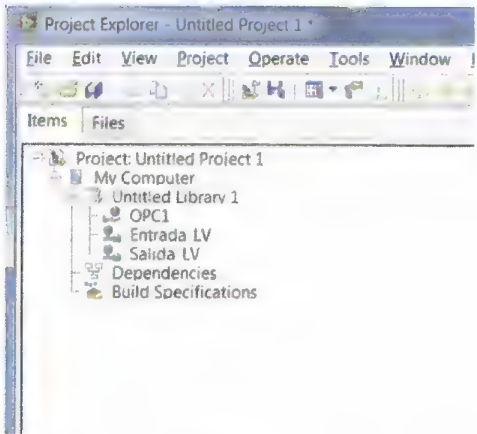 Project Explorer - Untitled Project 1 *
File Edit View Project Operate Tools Window
Items Files
Project: Untitled Project 1
My Computer
Untitled Library 1
OPC1
Entrada LV
Salida LV
Dependencies
Build Specifications